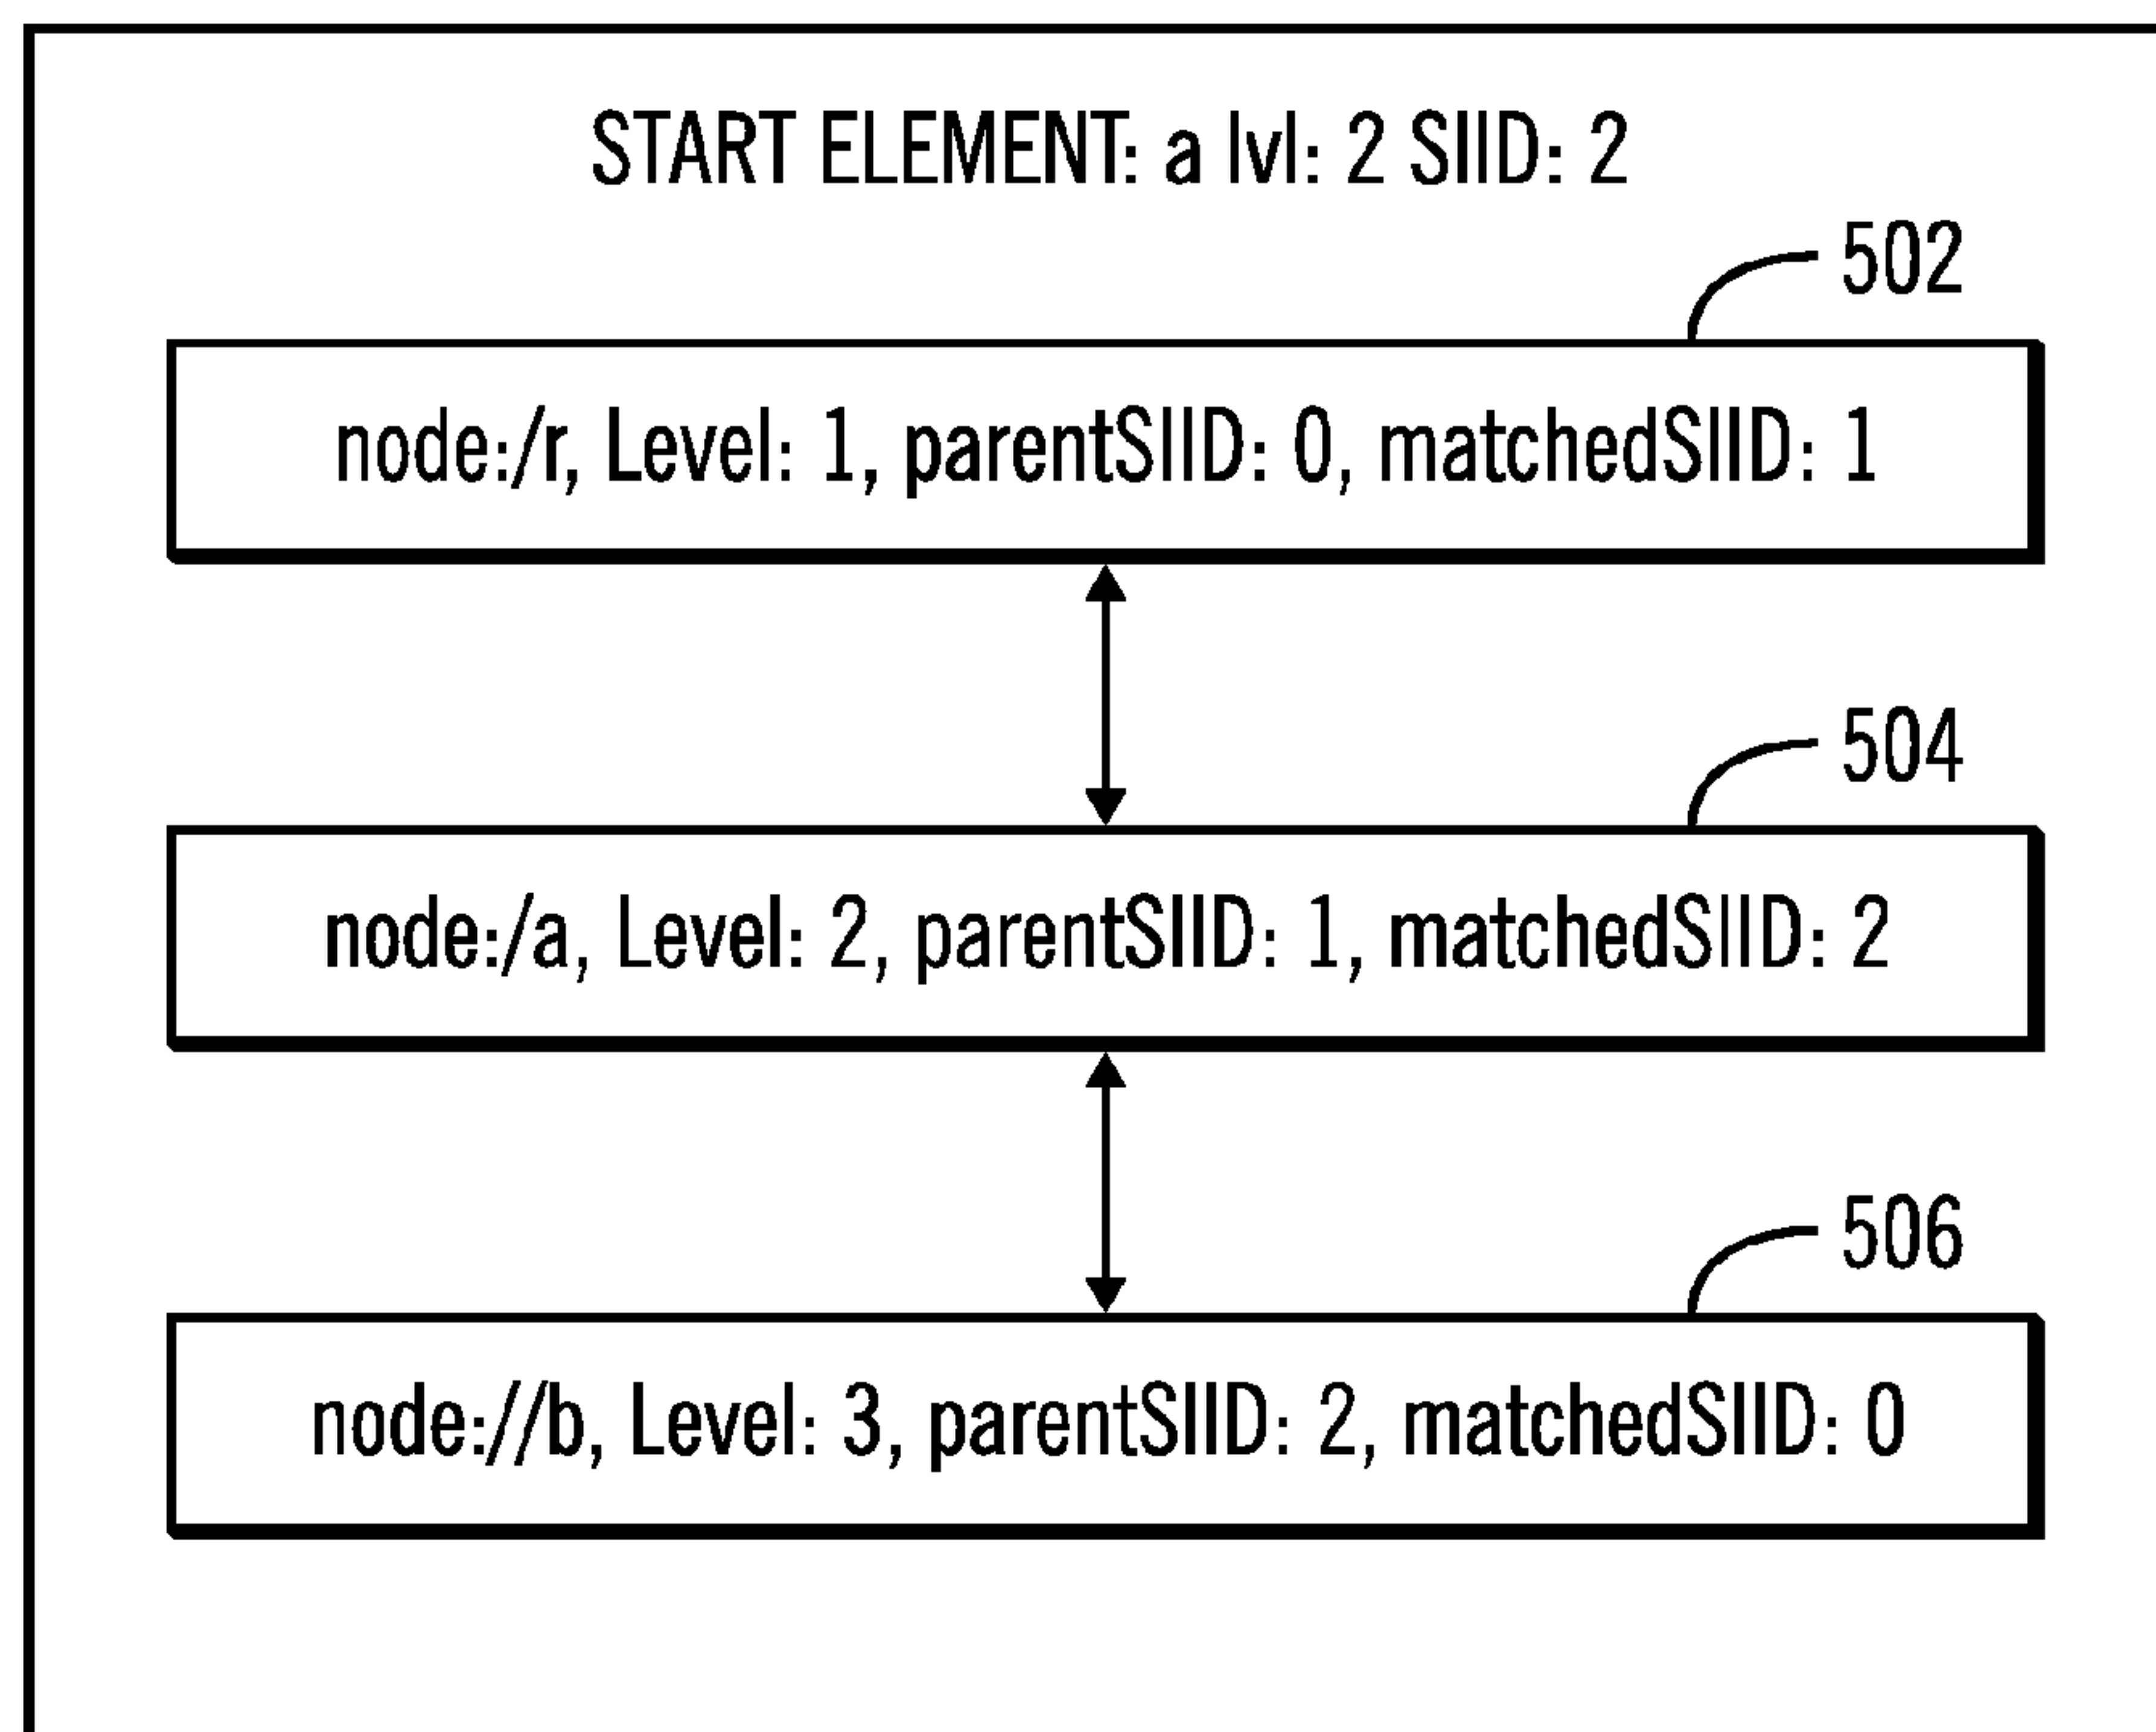 START ELEMENT: a lvl: 2 SIID: 2
502
node:/r, Level: 1, parentSIID: 0, matchedSIID: 1
504
node:/a, Level: 2, parentSIID: 1, matchedSIID: 2
506
node://b, Level: 3, parentSIID: 2, matchedSIID: 0